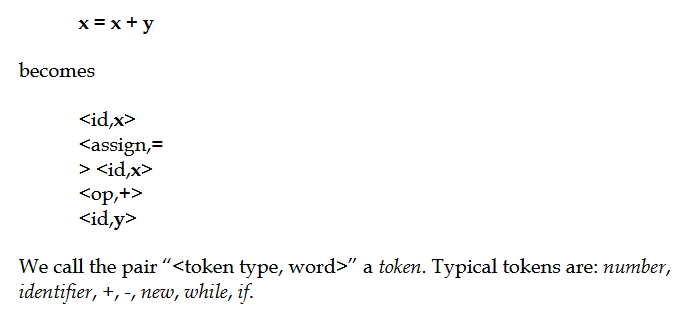 x = x + y
becomes
<id,x>
<assign,=
> <id,x>
<op,+>
<id,y>
We call the pair “<token type, word>” a token. Typical tokens are: number,
identifier, +, -, new, while, if.